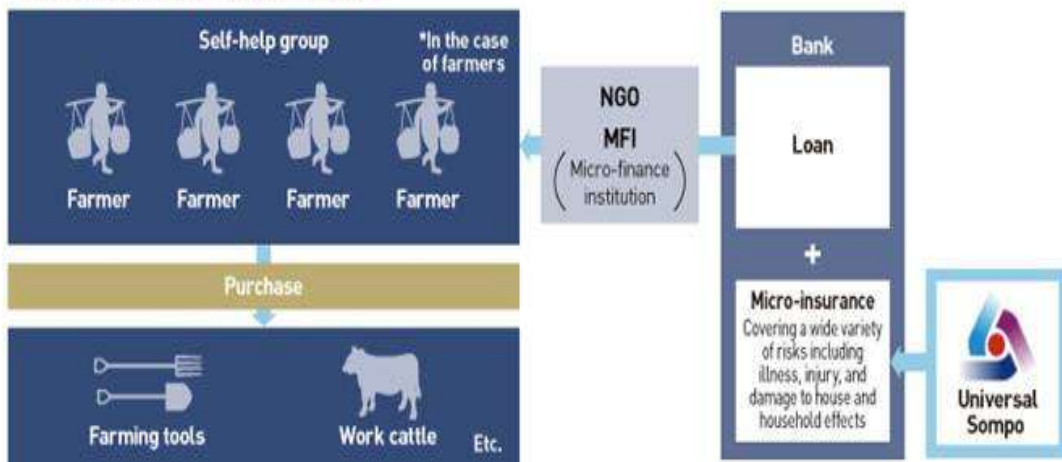 Self-help group
*In the case
of farmers
Farmer
Farmer
Farmer
Farmer
Purchase
Farming tools
Work cattle
Etc.
NGO
MFI
(Micro-finance
institution)
Bank
Loan
+
Micro-insurance
Covering a wide variety
of risks including
illness, injury, and
damage to house and
household effects
Universal
Sompo